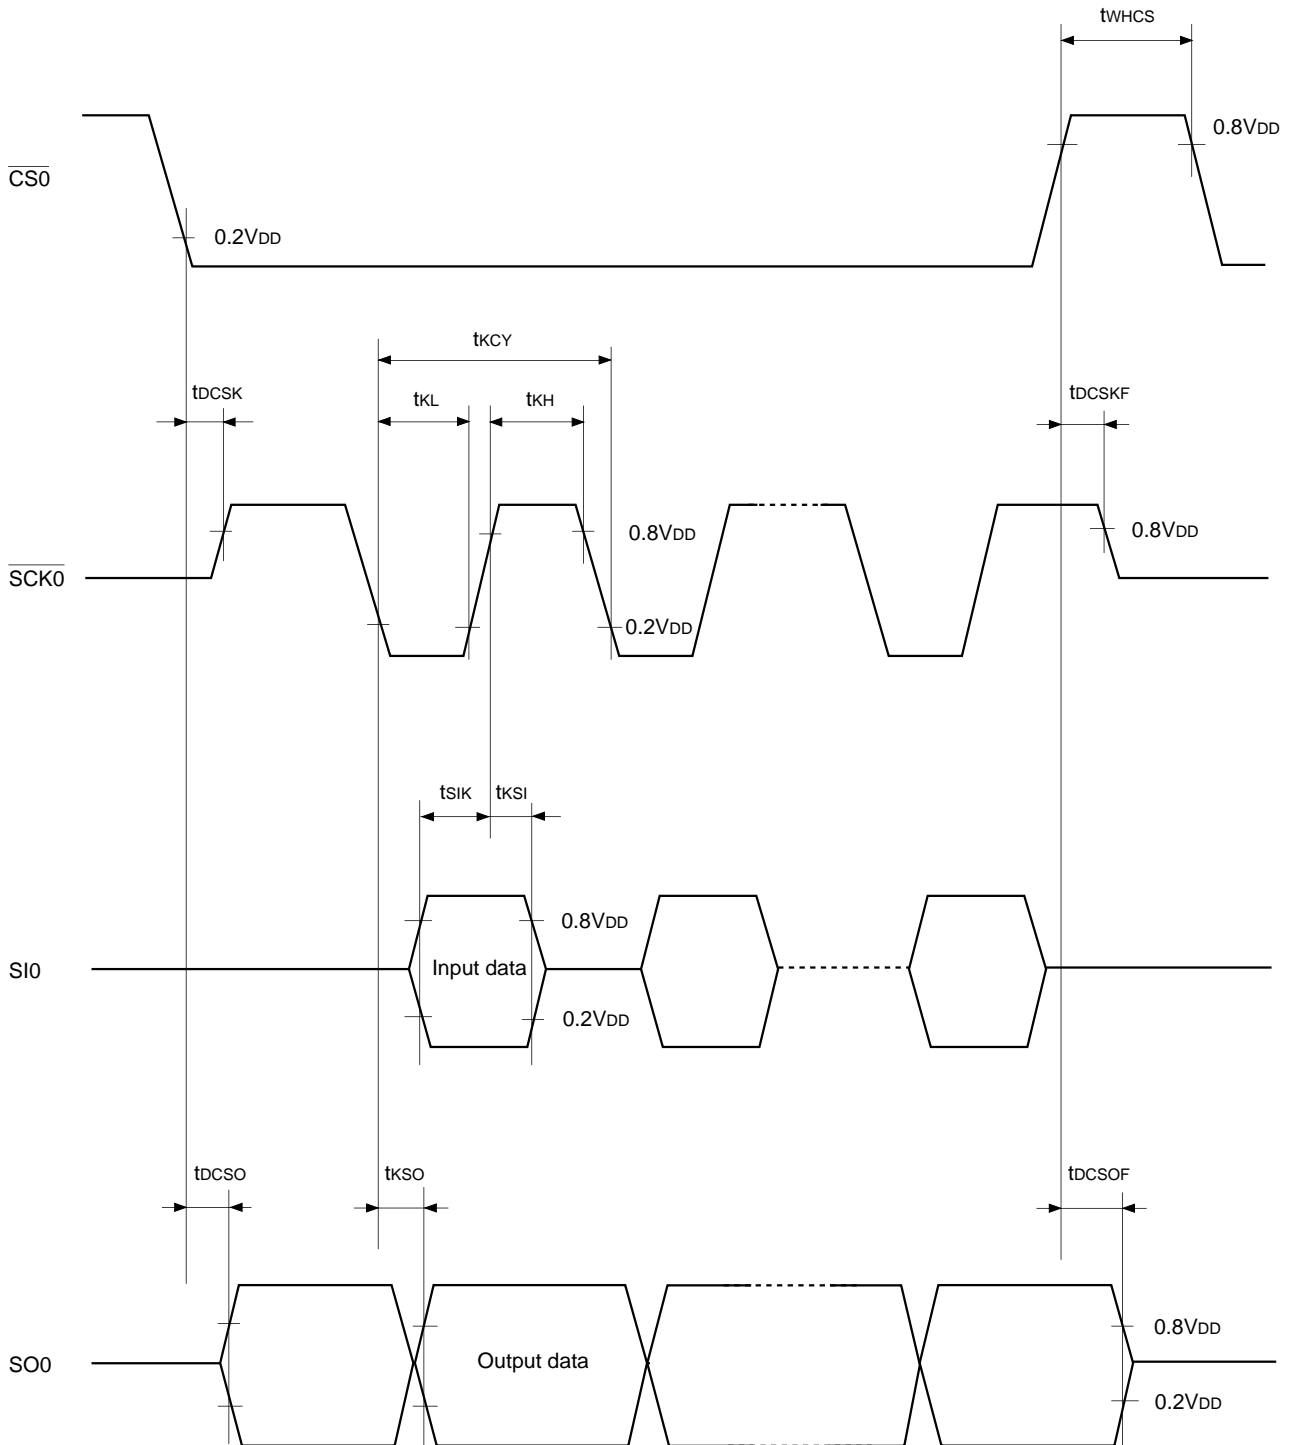 tWHCS
0.8VDD
CS0
0.2VDD
tKCY
tDCSK
tKL
tKH
tDCSKF
0.8VDD
0.8VDD
SCK0
0.2VDD
tSIK
tKSI
0.8VDD
SI0
Input data
0.2VDD
tDCSO
tKSO
tDCSOF
0.8VDD
SO0
Output data
0.2VDD